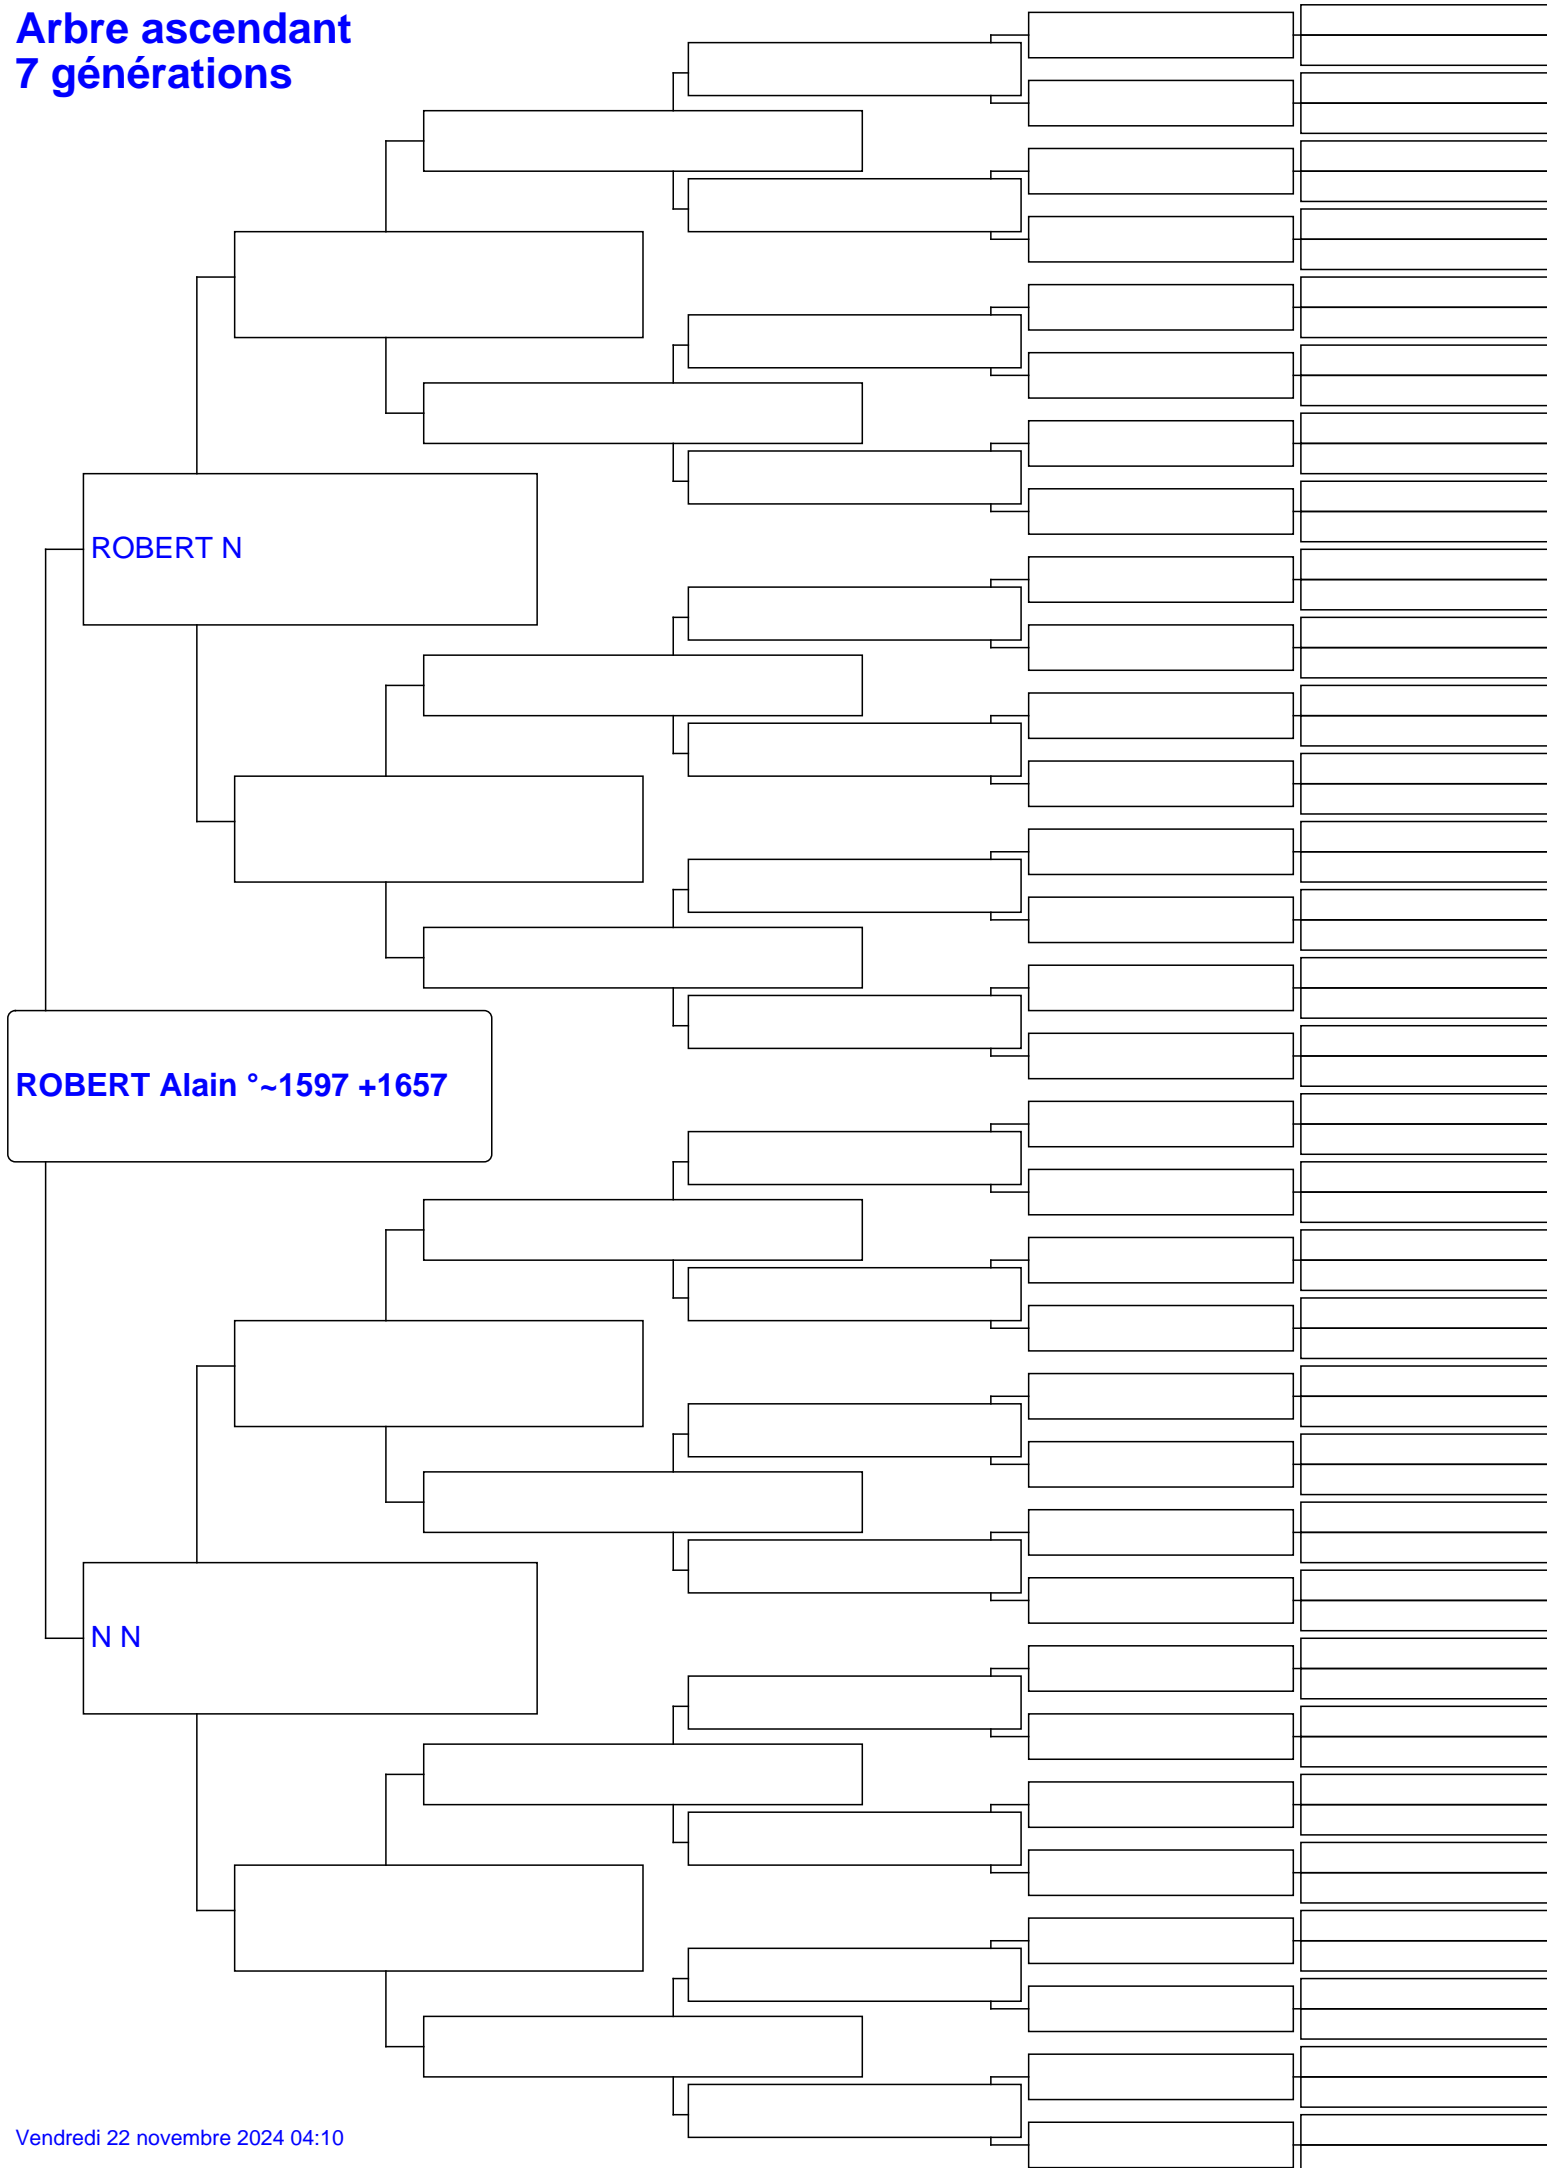 Arbre ascendant
7 générations
ROBERT N
ROBERT Alain °~1597 +1657
N N
Vendredi 22 novembre 2024 04:10